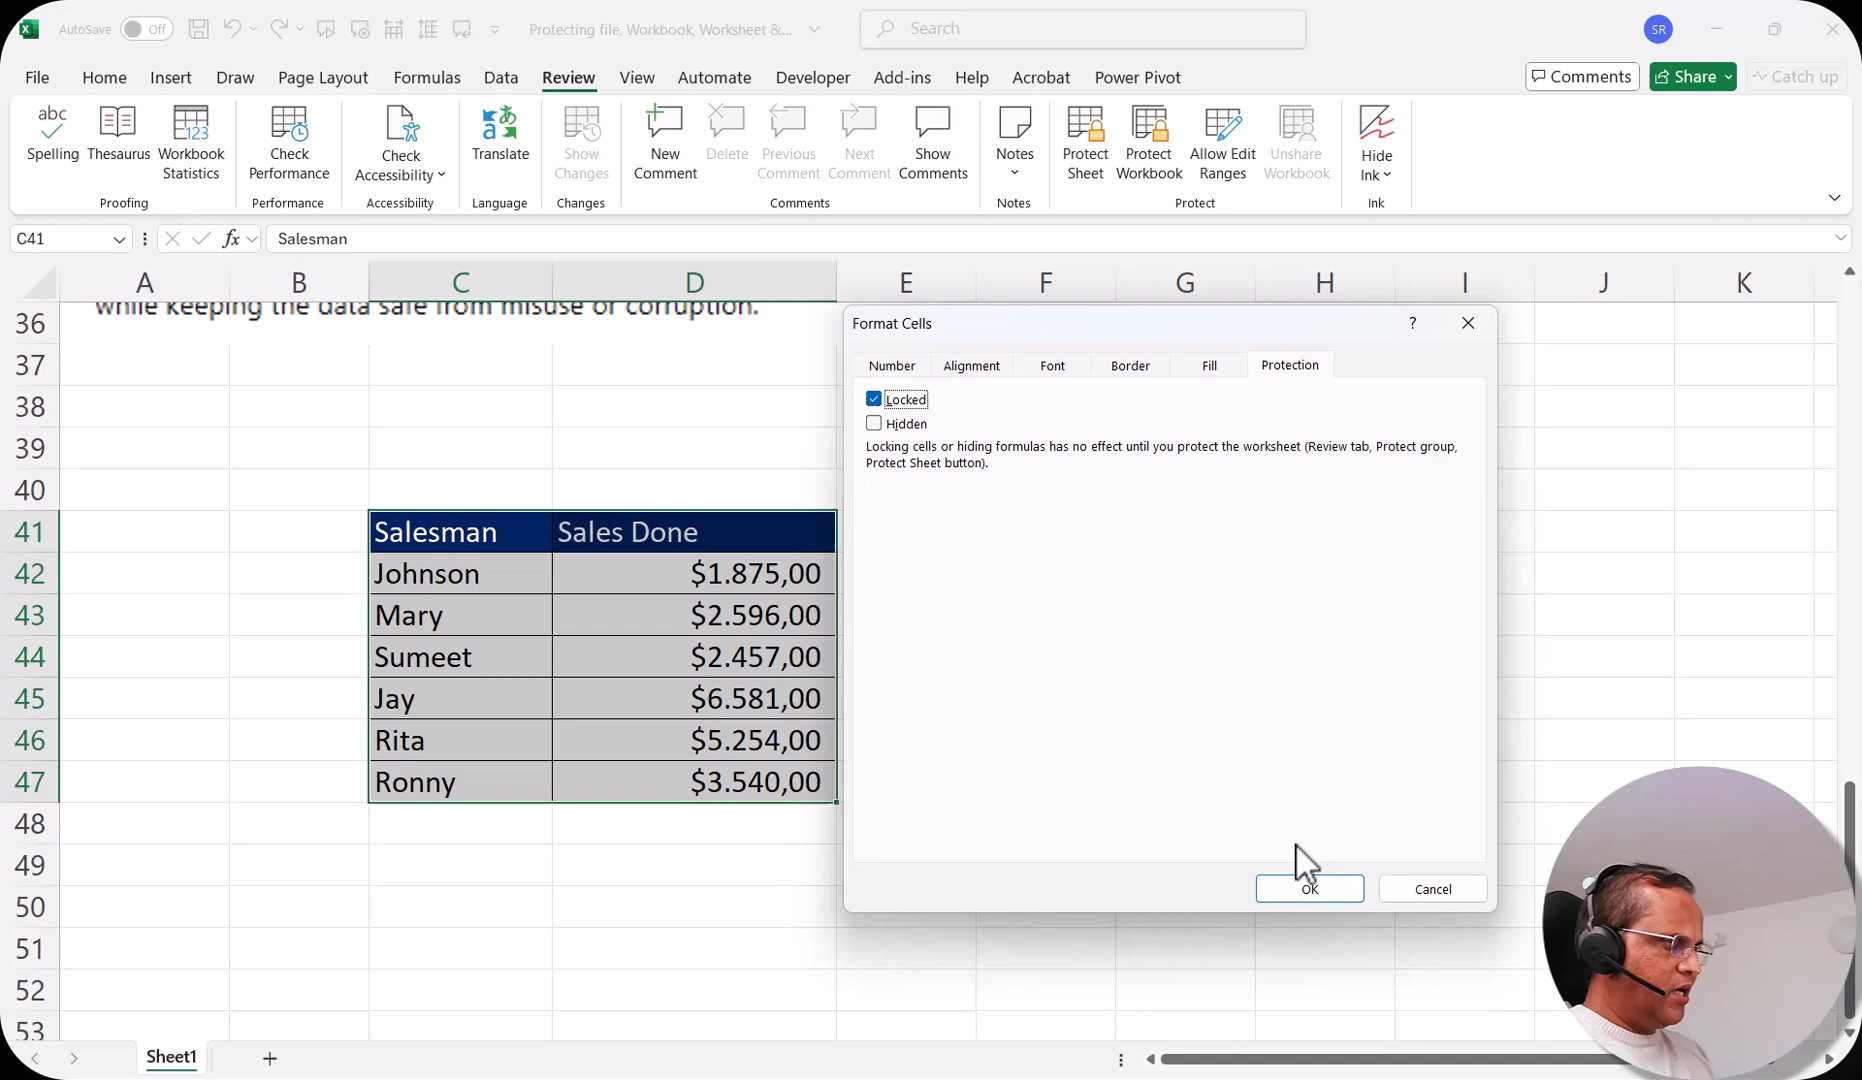 AutoSave Off
Protecting file, Workbook, Worksheet &...
Search
SR
File Home Insert Draw Page Layout Formulas Data Review View Automate Developer Add-ins Help Acrobat Power Pivot
Comments Share Catch up
abc
Spelling
Thesaurus
123
Workbook Statistics
Proofing
Check Performance
Performance
Check Accessibility
Accessibility
Translate
Language
Show Changes
Changes
New Comment
Delete
Previous Comment
Next Comment
Show Comments
Comments
Notes
Notes
Protect Sheet
Protect Workbook
Allow Edit Ranges
Unshare Workbook
Protect
Hide Ink
Ink
C41 fx Salesman
A B C D E F G H I J K
36 while keeping the data safe from misuse or corruption.
37
38
39
40
41 Salesman Sales Done
42 Johnson $1.875,00
43 Mary $2.596,00
44 Sumeet $2.457,00
45 Jay $6.581,00
46 Rita $5.254,00
47 Ronny $3.540,00
48
49
50
51
52
53
Format Cells ?
Number Alignment Font Border Fill Protection
Locked
Hidden
Locking cells or hiding formulas has no effect until you protect the worksheet (Review tab, Protect group,
Protect Sheet button).
OK Cancel
Sheet1